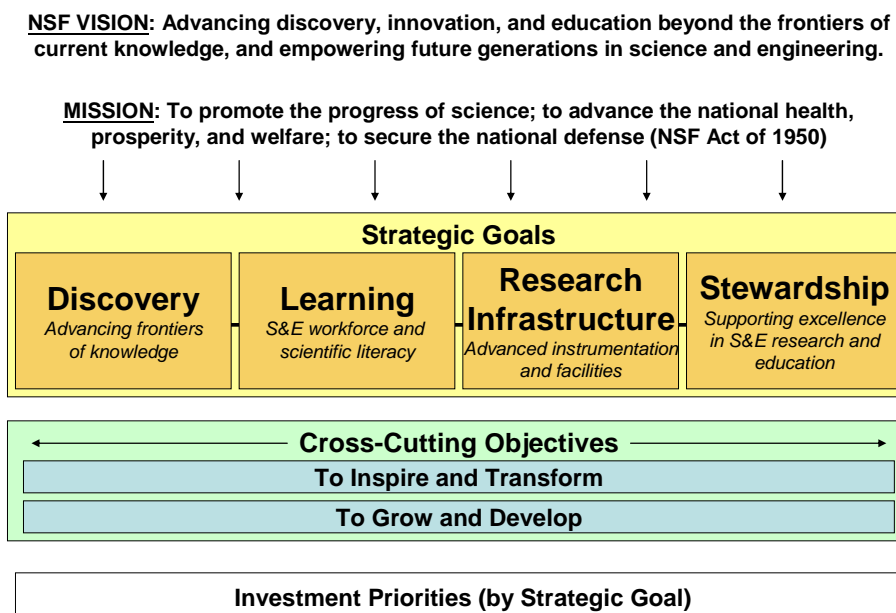 NSF VISION: Advancing discovery, innovation, and education beyond the frontiers of
current knowledge, and empowering future generations in science and engineering.
MISSION: To promote the progress of science; to advance the national health,
prosperity, and welfare; to secure the national defense (NSF Act of 1950)
Strategic Goals
Discovery
Advancing frontiers
of knowledge
Learning
S&E workforce and
scientific literacy
Research
Infrastructure
Advanced instrumentation
and facilities
Stewardship
Supporting excellence
in S&E research and
education
Cross-Cutting Objectives
To Inspire and Transform
To Grow and Develop
Investment Priorities (by Strategic Goal)